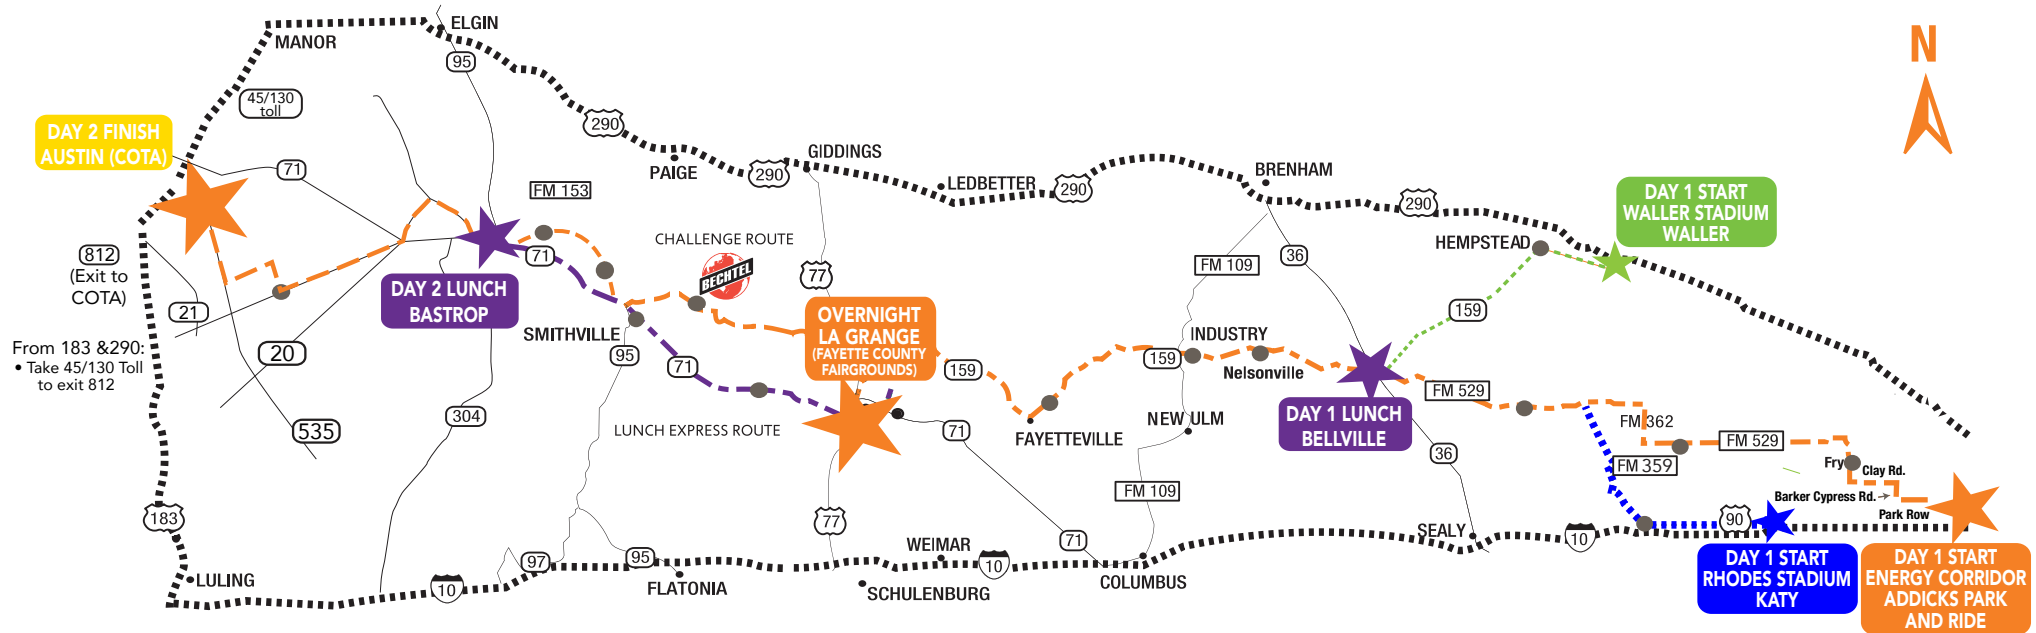 ELGIN
MANOR
95
45/130
toll
290
N
DAY 2 FINISH
AUSTIN (COTA)
71
PAIGE
290
GIDDINGS
LEDBETTER
290
BRENHAM
290
FM 153
DAY 1 START
WALLER STADIUM
WALLER
HEMPSTEAD
CHALLENGE ROUTE
BECHTEL
71
77
FM 109
36
812
(Exit to
COTA)
21
DAY 2 LUNCH
BASTROP
SMITHVILLE
OVERNIGHT
LA GRANGE
(FAYETTE COUNTY
FAIRGROUNDS)
159
INDUSTRY
159
Nelsonville
159
From 183 &290:
• Take 45/130 Toll
to exit 812
20
95
71
FM 529
DAY 1 LUNCH
BELLVILLE
535
304
LUNCH EXPRESS ROUTE
71
FAYETTEVILLE
NEW ULM
36
FM 362
FM 529
FM 359
Fry
Clay Rd.
Barker Cypress Rd.
Park Row
FM 109
183
77
90
SEALY
10
71
WEIMAR
10
COLUMBUS
97
95
FLATONIA
SCHULENBURG
LULING
10
DAY 1 START
RHODES STADIUM
KATY
DAY 1 START
ENERGY CORRIDOR
ADDICKS PARK
AND RIDE